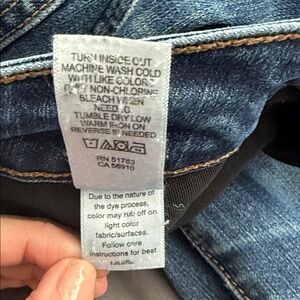 TURN INSIDE OUT
MACHINE WASH COLD
WITH LIKE COLORS
ONLY NON-CHLORINE
BLEACH WHEN
NEEDED
TUMBLE DRY LOW
WARM IRON ON
REVERSE IF NEEDED
RN 51763
CA 56910
Due to the nature of
the dye process,
color may rub off on
light color
fabric/surfaces.
Follow care
instructions for best
results.